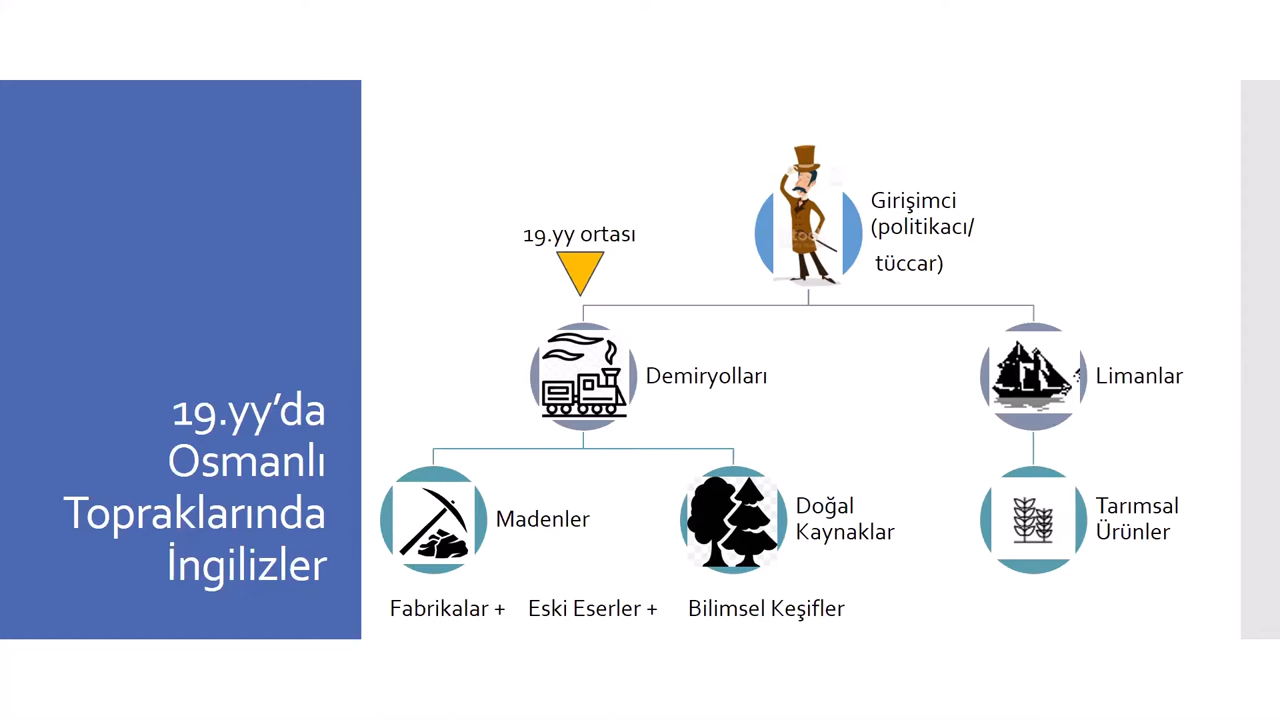 19.yy'da
Osmanlı
Topraklarında
İngilizler
19.yy ortası
Girişimci
(politikacı/
tüccar)
Demiryolları
Limanlar
Madenler
Doğal
Kaynaklar
Tarımsal
Ürünler
Fabrikalar + Eski Eserler + Bilimsel Keşifler